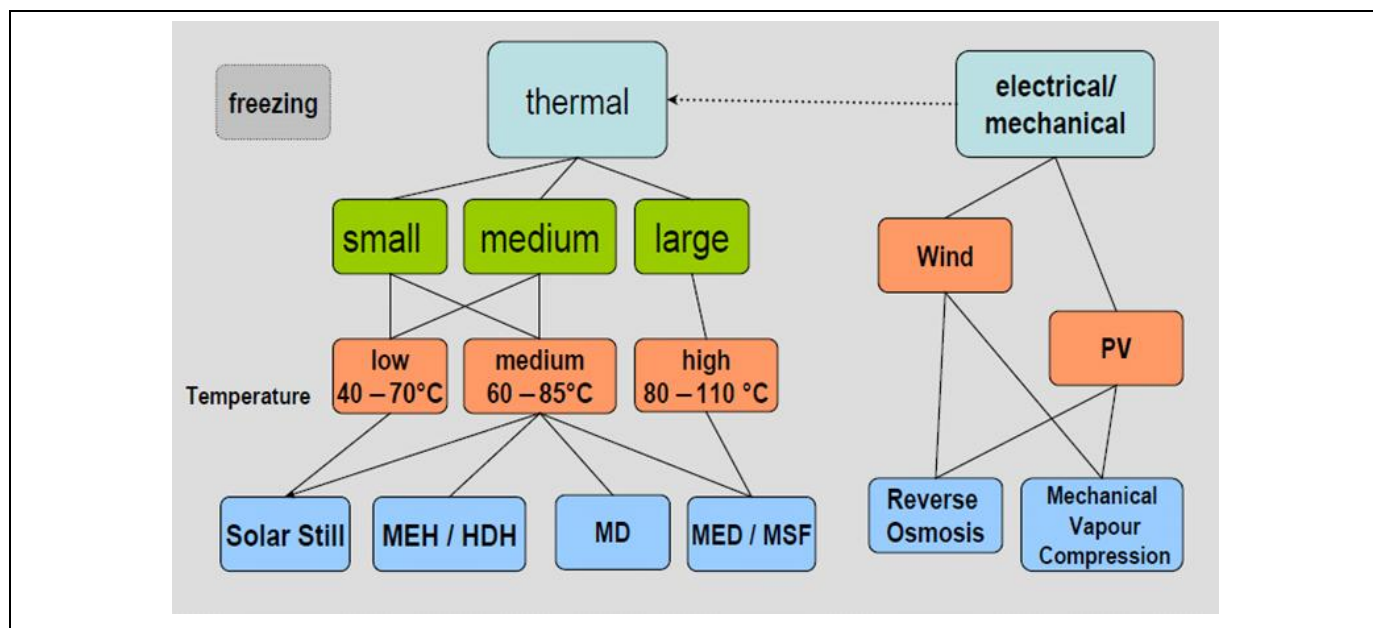 freezing
thermal
electrical/
mechanical
small
medium
large
Wind
PV
Temperature
low
40 – 70°C
medium
60 – 85°C
high
80 – 110 °C
Solar Still
MEH / HDH
MD
MED / MSF
Reverse
Osmosis
Mechanical
Vapour
Compression